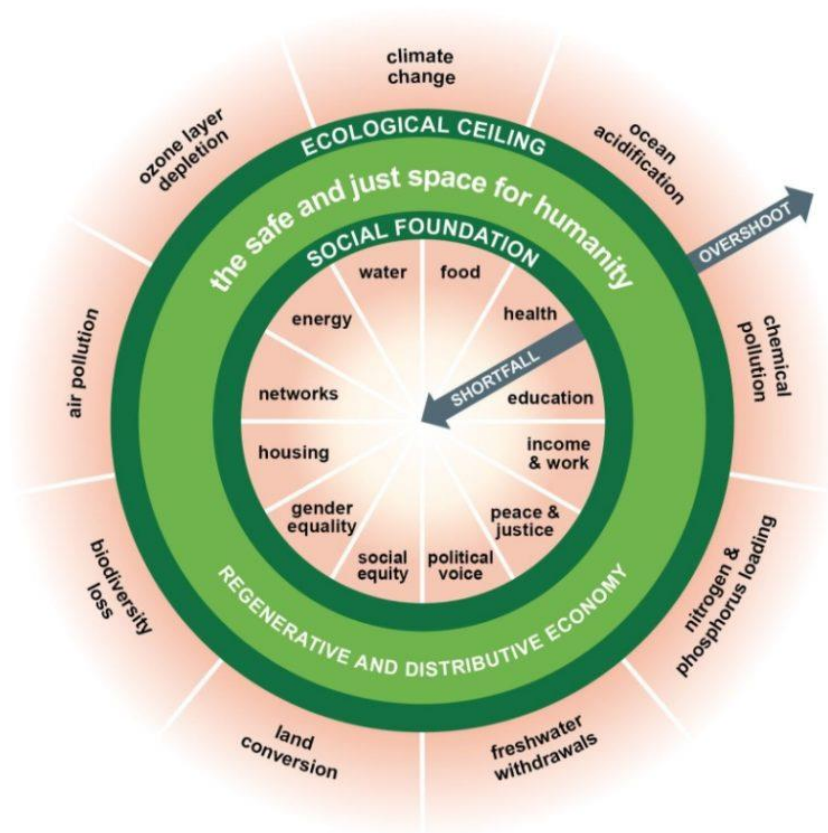 climate
change
ocean
acidification
chemical
pollution
nitrogen &
phosphorus loading
freshwater
withdrawals
land
conversion
biodiversity
loss
air pollution
ozone layer
depletion
OVERSHOOT
ECOLOGICAL CEILING
the safe and just space for humanity
SOCIAL FOUNDATION
water
food
health
SHORTFALL
education
income
& work
peace &
justice
political
voice
social
equity
gender
equality
housing
networks
energy
REGENERATIVE AND DISTRIBUTIVE ECONOMY